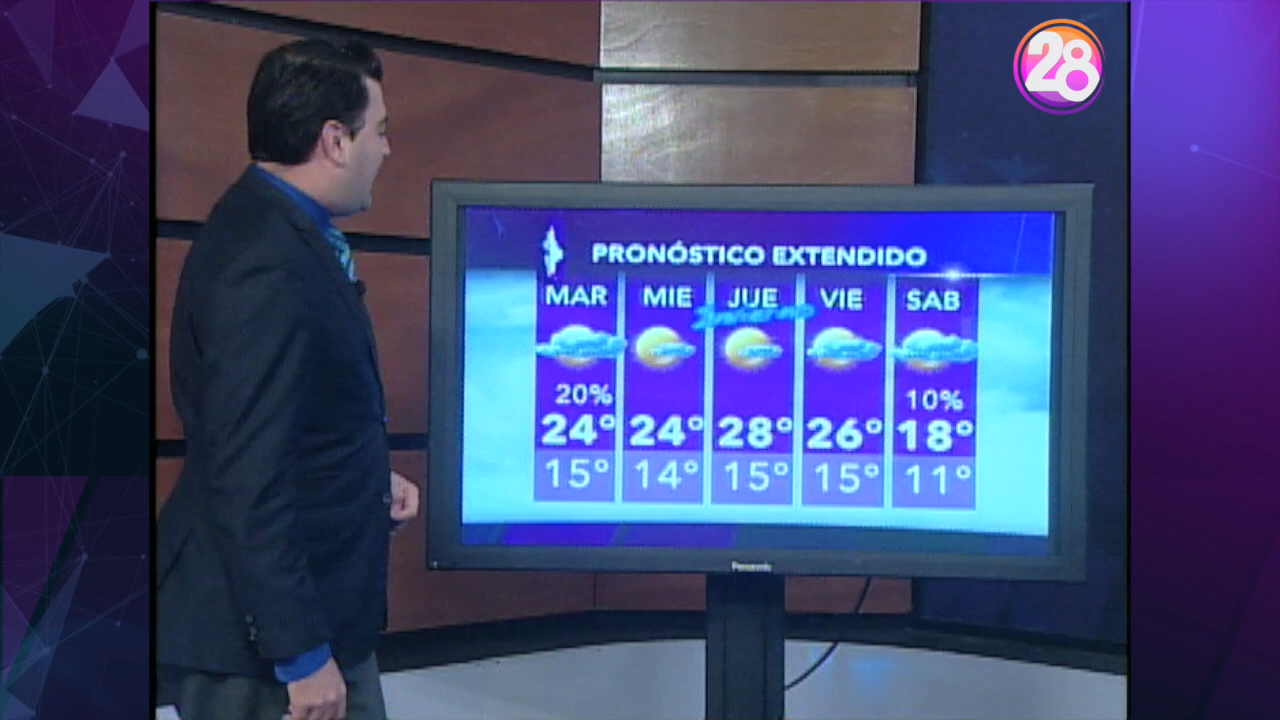 28
PRONÓSTICO EXTENDIDO
MAR MIE JUE VIE SAB
20% 10%
24° 24° 28° 26° 18°
15° 14° 15° 15° 11°
Panasonic